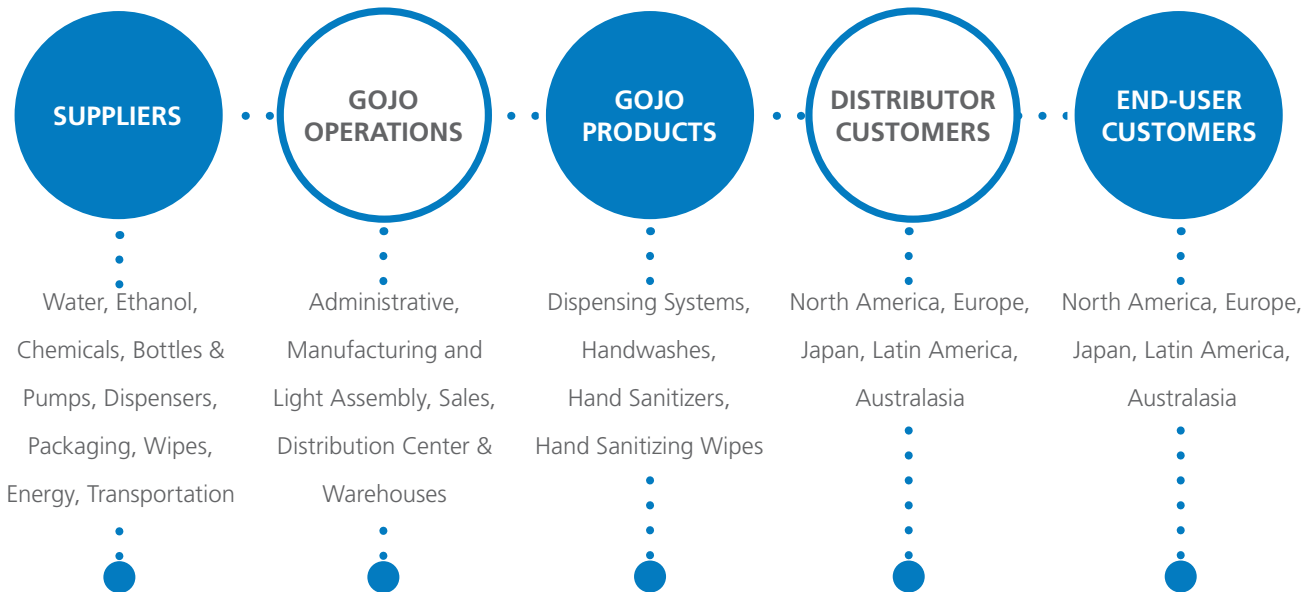 SUPPLIERS
GOJO
OPERATIONS
GOJO
PRODUCTS
DISTRIBUTOR
CUSTOMERS
END-USER
CUSTOMERS
Water, Ethanol,
Chemicals, Bottles &
Pumps, Dispensers,
Packaging, Wipes,
Energy, Transportation
Administrative,
Manufacturing and
Light Assembly, Sales,
Distribution Center &
Warehouses
Dispensing Systems,
Handwashes,
Hand Sanitizers,
Hand Sanitizing Wipes
North America, Europe,
Japan, Latin America,
Australasia
North America, Europe,
Japan, Latin America,
Australasia